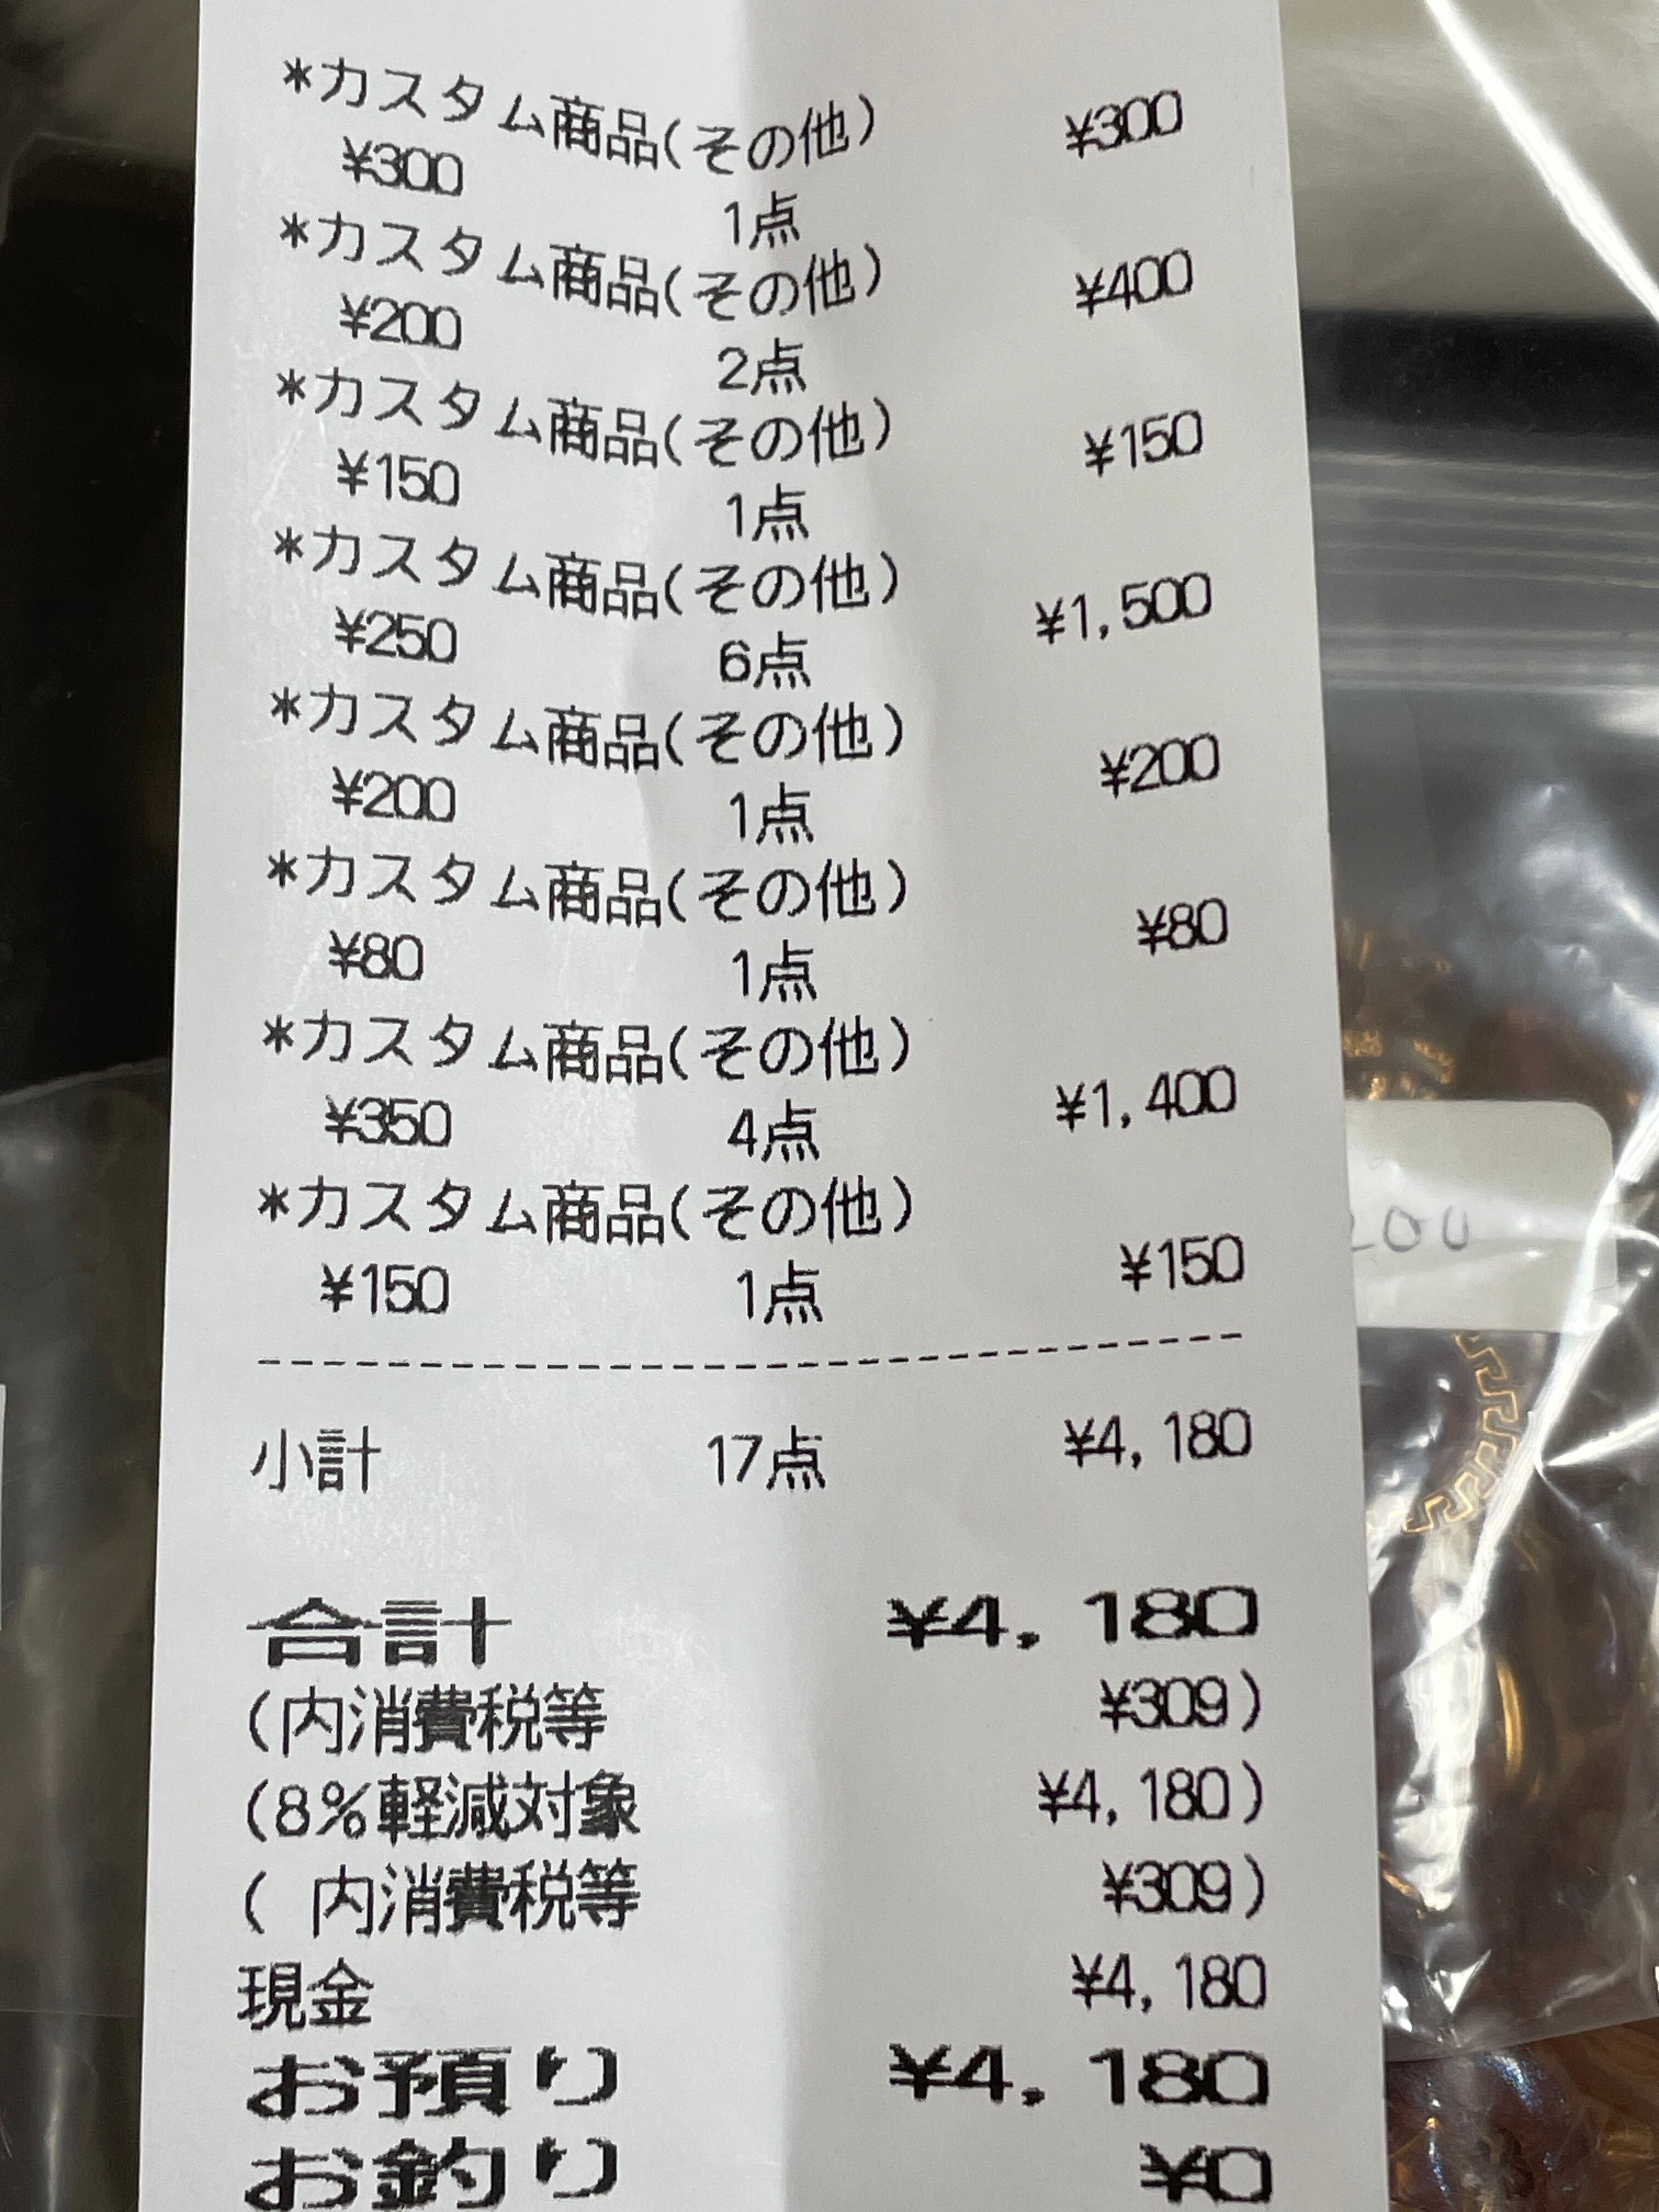 *カスタム商品(その他) ¥300
¥300 1点
*カスタム商品(その他) ¥400
¥200 2点
*カスタム商品(その他) ¥150
¥150 1点
*カスタム商品(その他) ¥1,500
¥250 6点
*カスタム商品(その他) ¥200
¥200 1点
*カスタム商品(その他) ¥80
¥80 1点
*カスタム商品(その他) ¥1,400
¥350 4点
*カスタム商品(その他) ¥150
¥150 1点
小計 17点 ¥4,180
合計 ¥4,180
(内消費税等 ¥309)
(8%軽減対象 ¥4,180)
( 内消費税等 ¥309)
現金 ¥4,180
お預り ¥4,180
お釣り ¥0
200